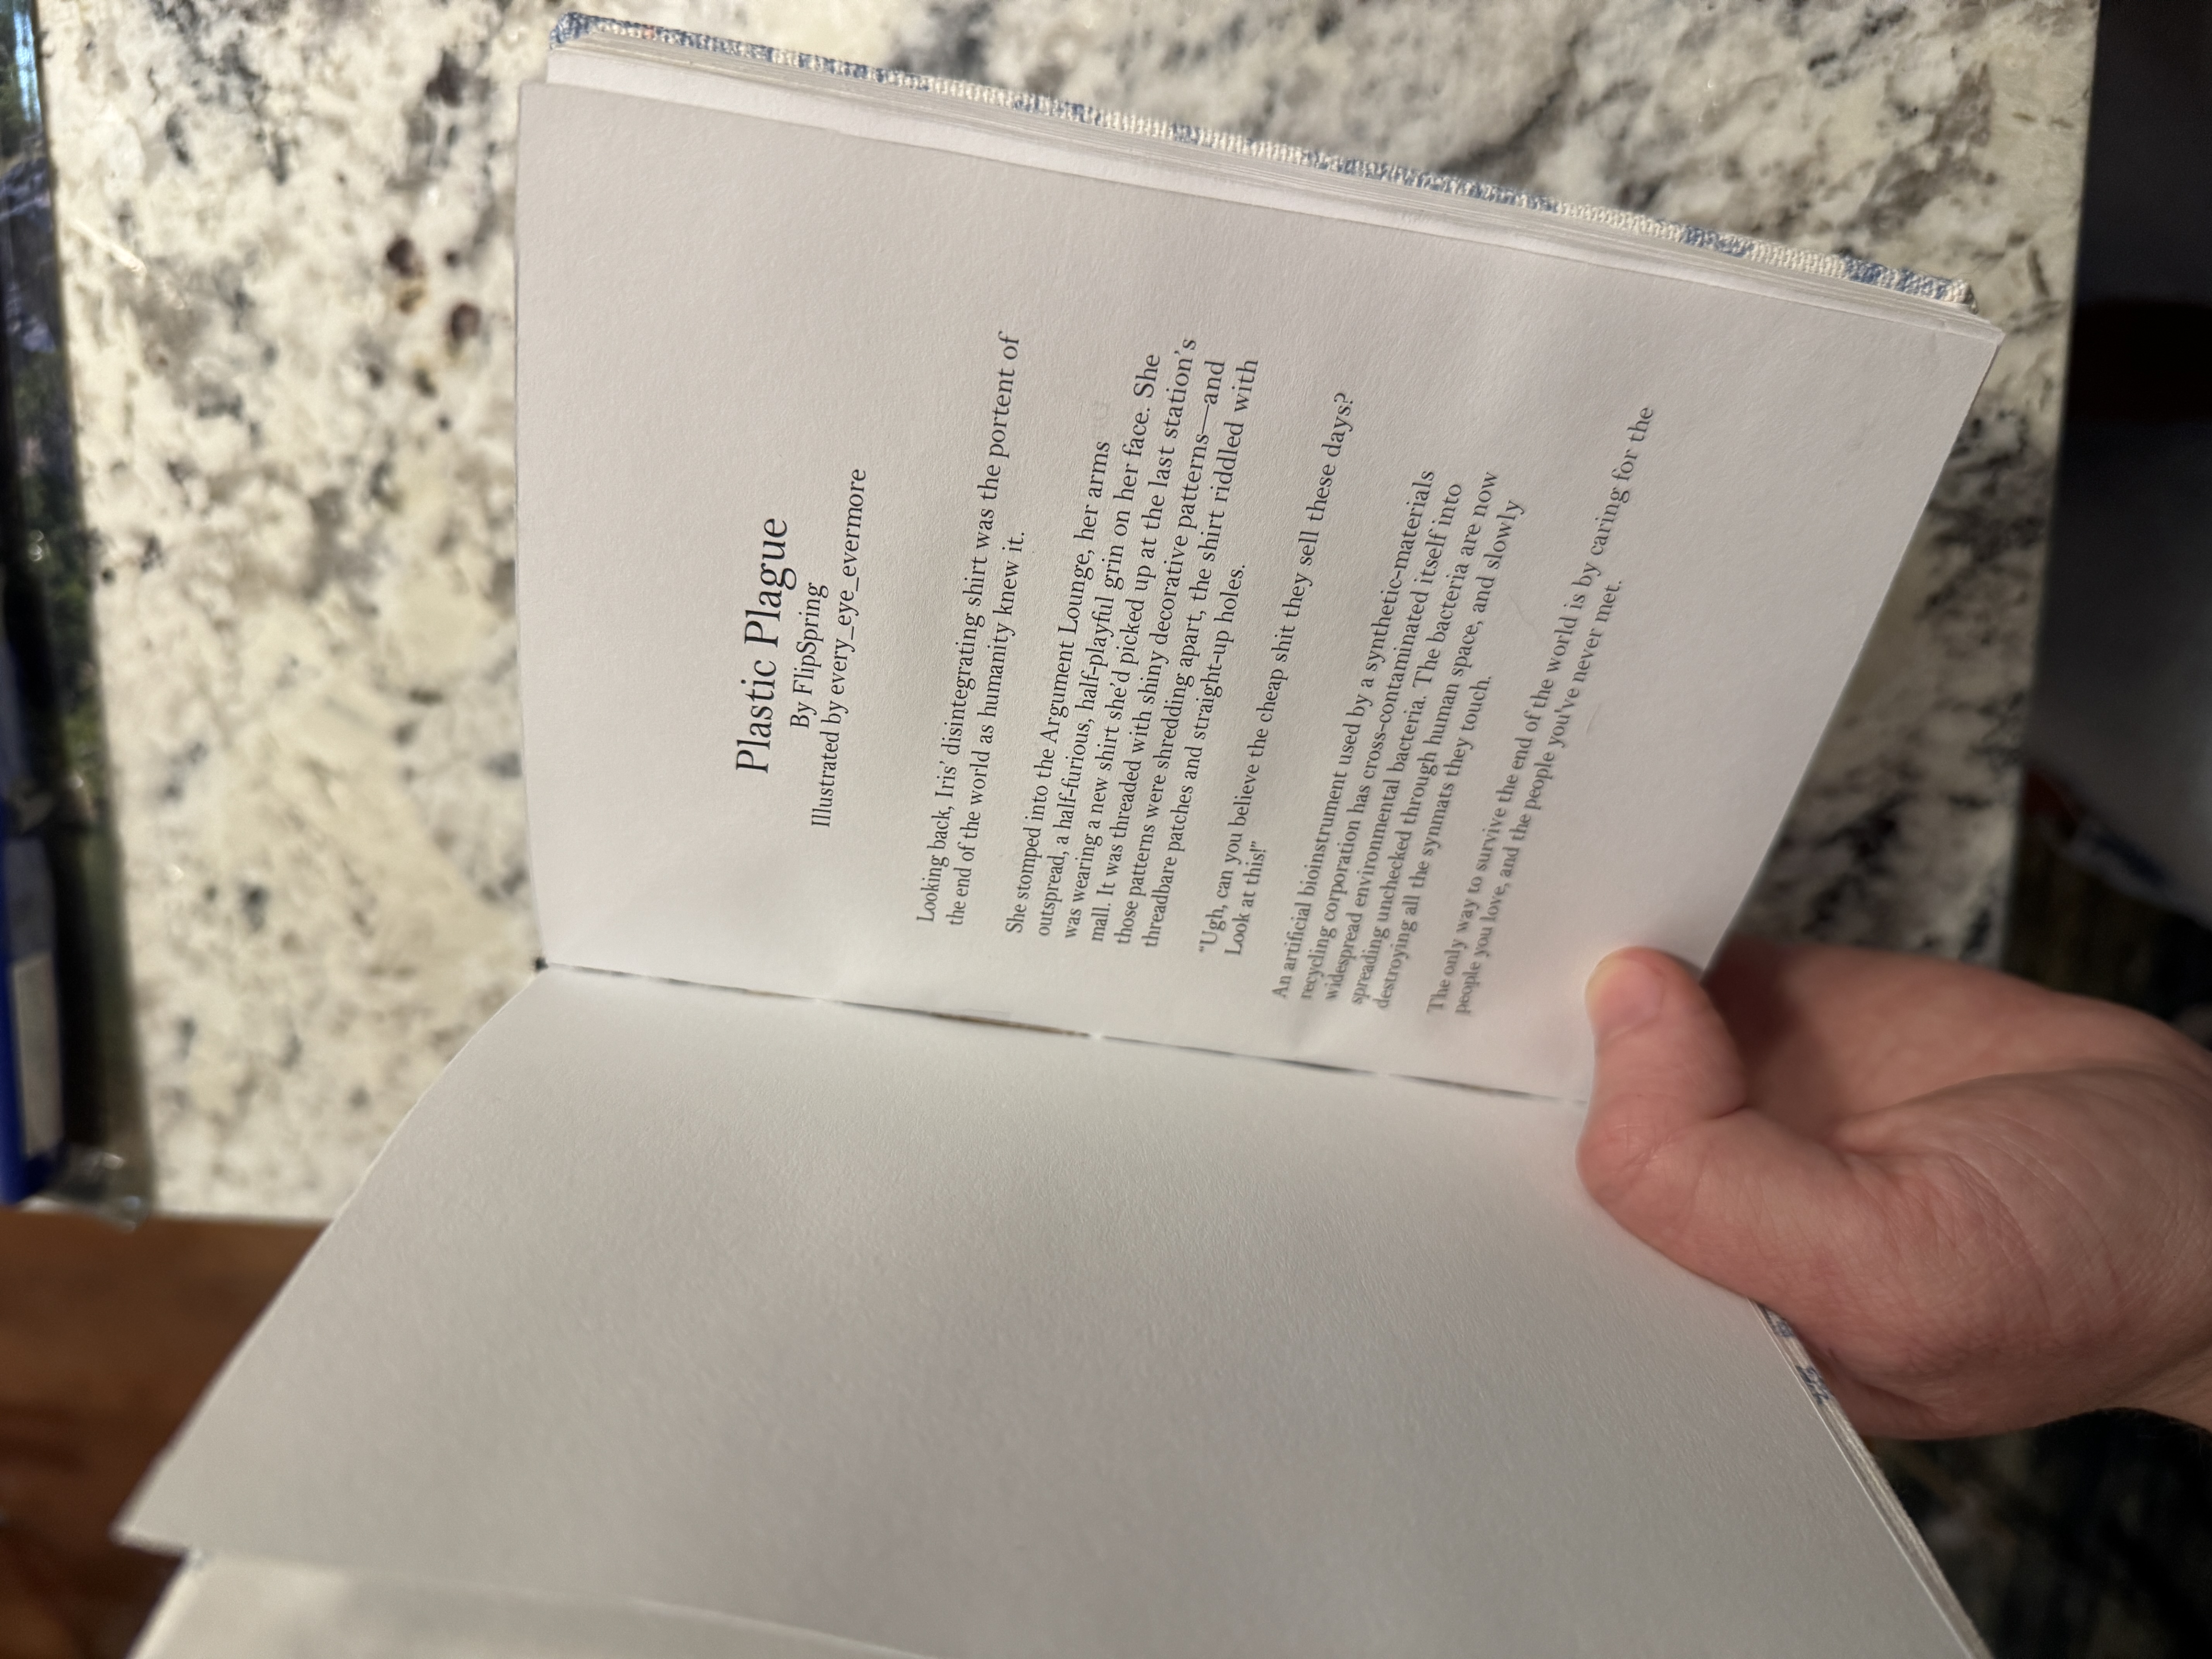 Plastic Plague
By FlipSpring
Illustrated by every_eye_evermore
Looking back, Iris’ disintegrating shirt was the portent of
the end of the world as humanity knew it.
She stomped into the Argument Lounge, her arms
outspread, a half-furious, half-playful grin on her face. She
was wearing a new shirt she’d picked up at the last station’s
mall. It was threaded with shiny decorative patterns—and
those patterns were shredding apart, the shirt riddled with
threadbare patches and straight-up holes.
“Ugh, can you believe the cheap shit they sell these days?
Look at this!”
An artificial bioinstrument used by a synthetic-materials
recycling corporation has cross-contaminated itself into
widespread environmental bacteria. The bacteria are now
spreading unchecked through human space, and slowly
destroying all the synmats they touch.
The only way to survive the end of the world is by caring for the
people you love, and the people you've never met.